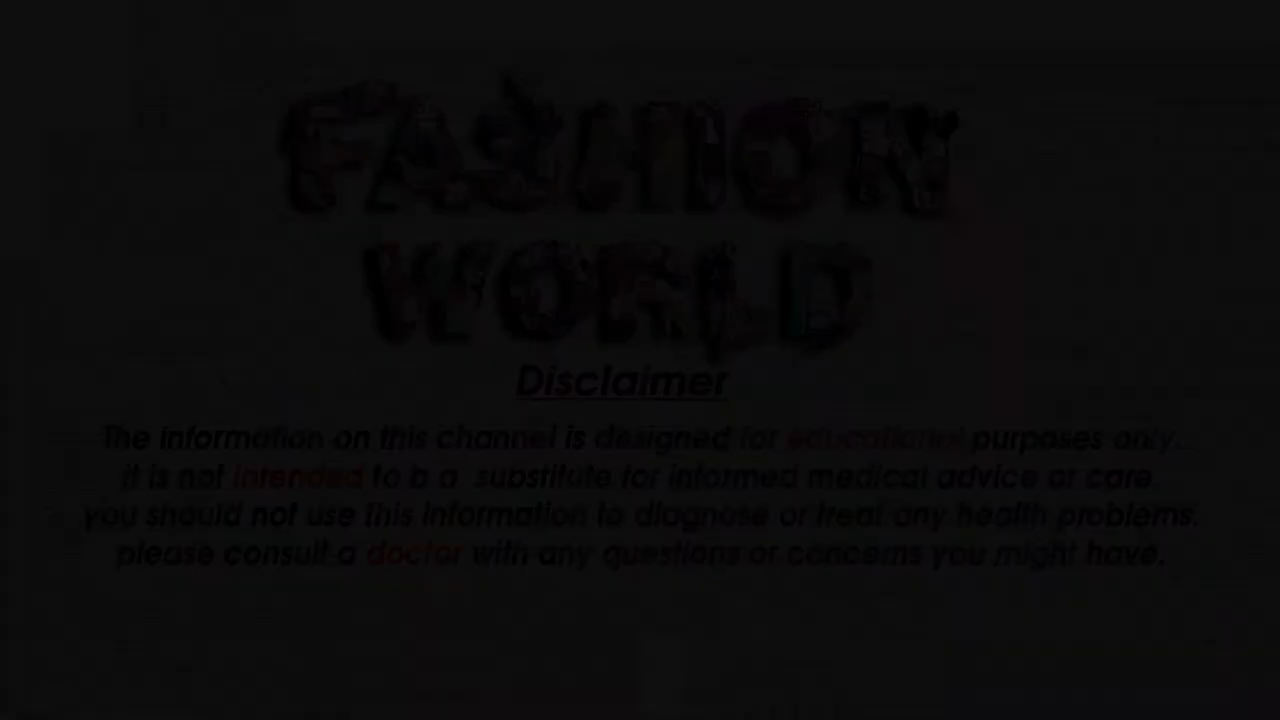 FASHION
WORLD
Disclaimer
The information on this channel is designed for educational purposes only.
it is not intended to b a substitute for informed medical advice or care
you should not use this information to diagnose or treat any health problems.
please consult a doctor with any questions or concerns you might have.